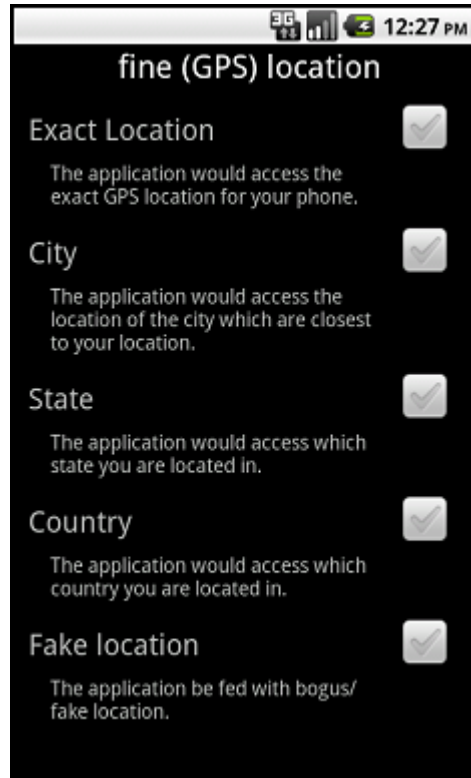 3G 12:27 PM
fine (GPS) location
Exact Location
The application would access the
exact GPS location for your phone.
City
The application would access the
location of the city which are closest
to your location.
State
The application would access which
state you are located in.
Country
The application would access which
country you are located in.
Fake location
The application be fed with bogus/
fake location.